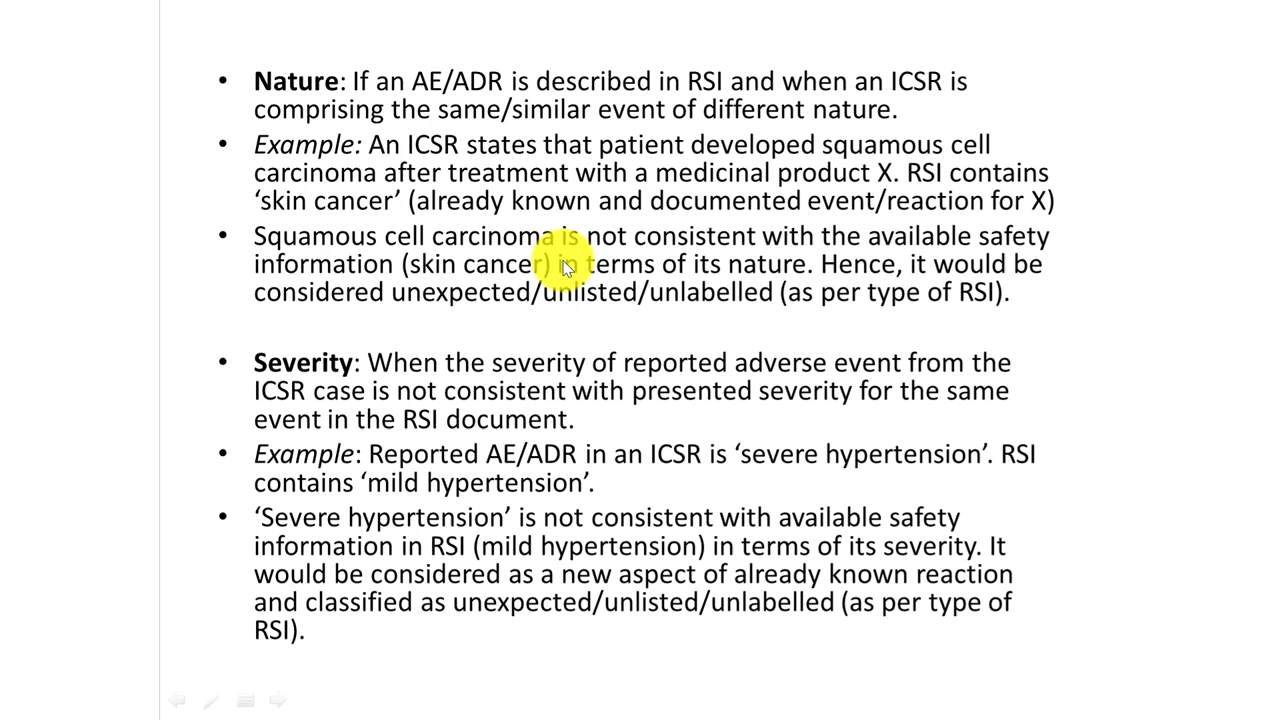 • Nature: If an AE/ADR is described in RSI and when an ICSR is
comprising the same/similar event of different nature.
• Example: An ICSR states that patient developed squamous cell
carcinoma after treatment with a medicinal product X. RSI contains
‘skin cancer’ (already known and documented event/reaction for X)
• Squamous cell carcinoma is not consistent with the available safety
information (skin cancer) in terms of its nature. Hence, it would be
considered unexpected/unlisted/unlabelled (as per type of RSI).
• Severity: When the severity of reported adverse event from the
ICSR case is not consistent with presented severity for the same
event in the RSI document.
• Example: Reported AE/ADR in an ICSR is ‘severe hypertension’. RSI
contains ‘mild hypertension’.
• ‘Severe hypertension’ is not consistent with available safety
information in RSI (mild hypertension) in terms of its severity. It
would be considered as a new aspect of already known reaction
and classified as unexpected/unlisted/unlabelled (as per type of
RSI).